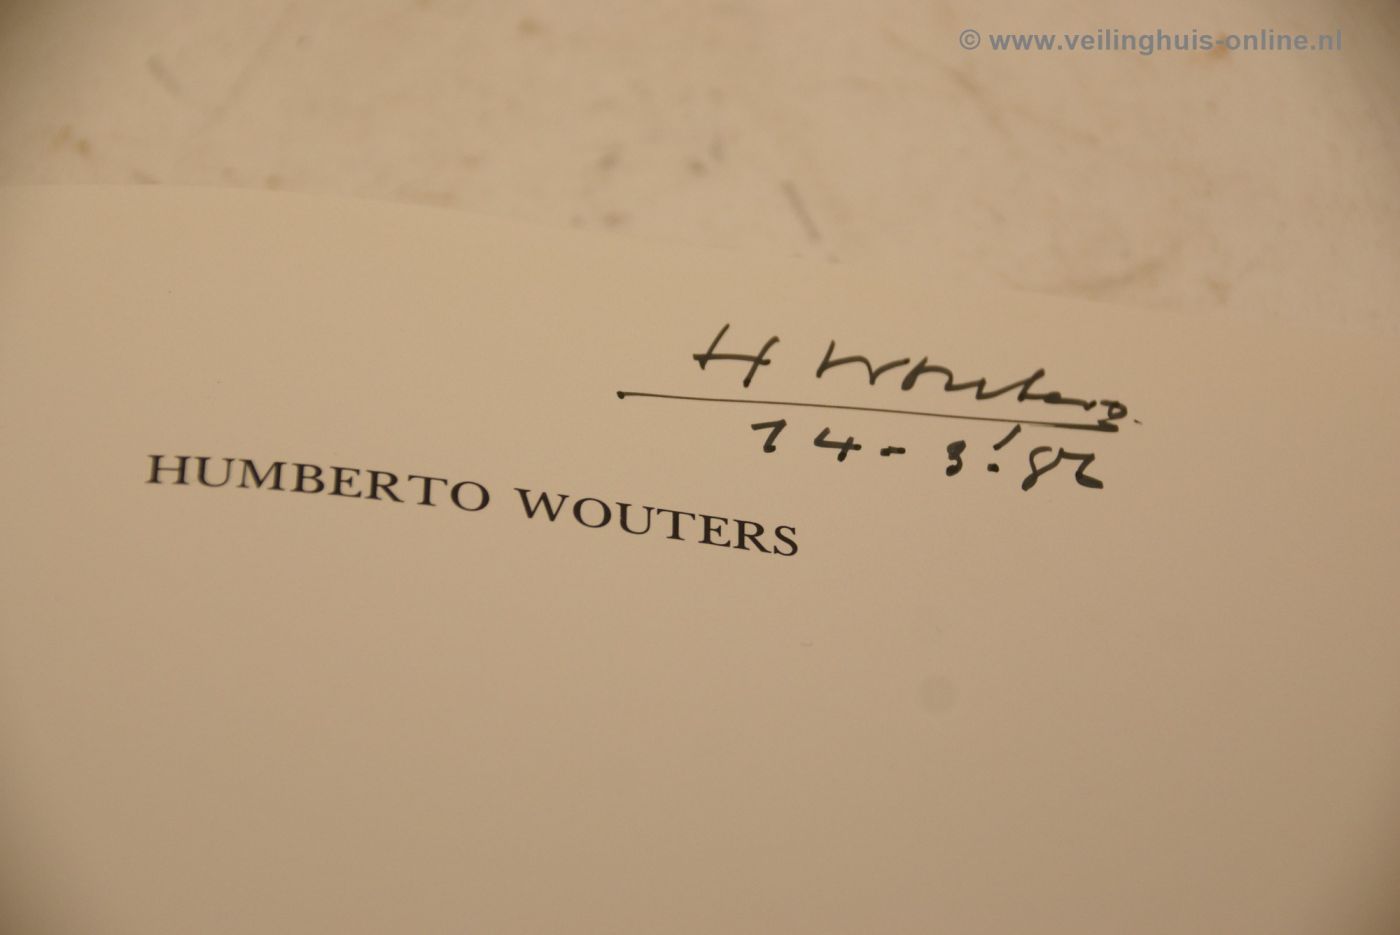 © www.veilinghuis-online.nl
H Wouters.
14-3!82
HUMBERTO WOUTERS